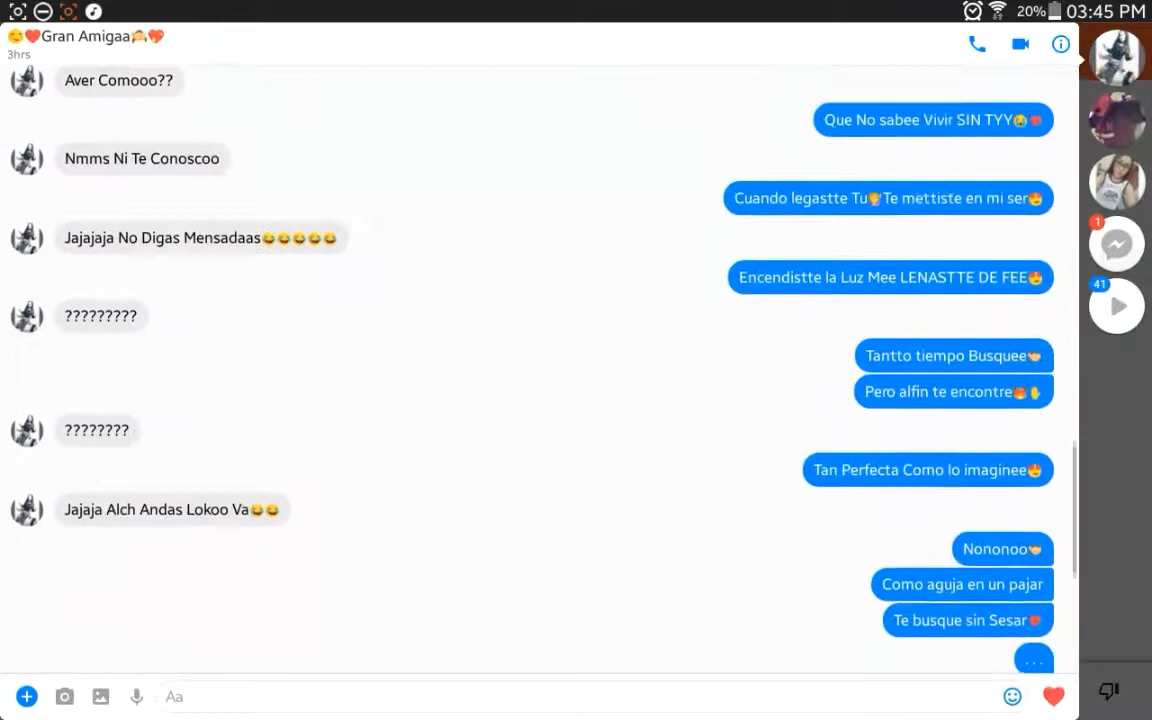 20% 03:45 PM
😏❤️Gran Amigaa🙈💖
3hrs
Aver Comooo??
Que No sabee Vivir SIN TYY😭💗
Nmms Ni Te Conoscoo
Cuando legastte Tu Te mettiste en mi ser😍
Jajajaja No Digas Mensadaas😂😂😂😂😂
Encendistte la Luz Mee LENASTTE DE FEE😍
?????????
Tantto tiempo Busquee
Pero alfin te encontre
????????
Tan Perfecta Como lo imaginee😍
Jajaja Alch Andas Lokoo Va😂😂
Nononoo
Como aguja en un pajar
Te busque sin Sesar💗
...
Aa
1
41